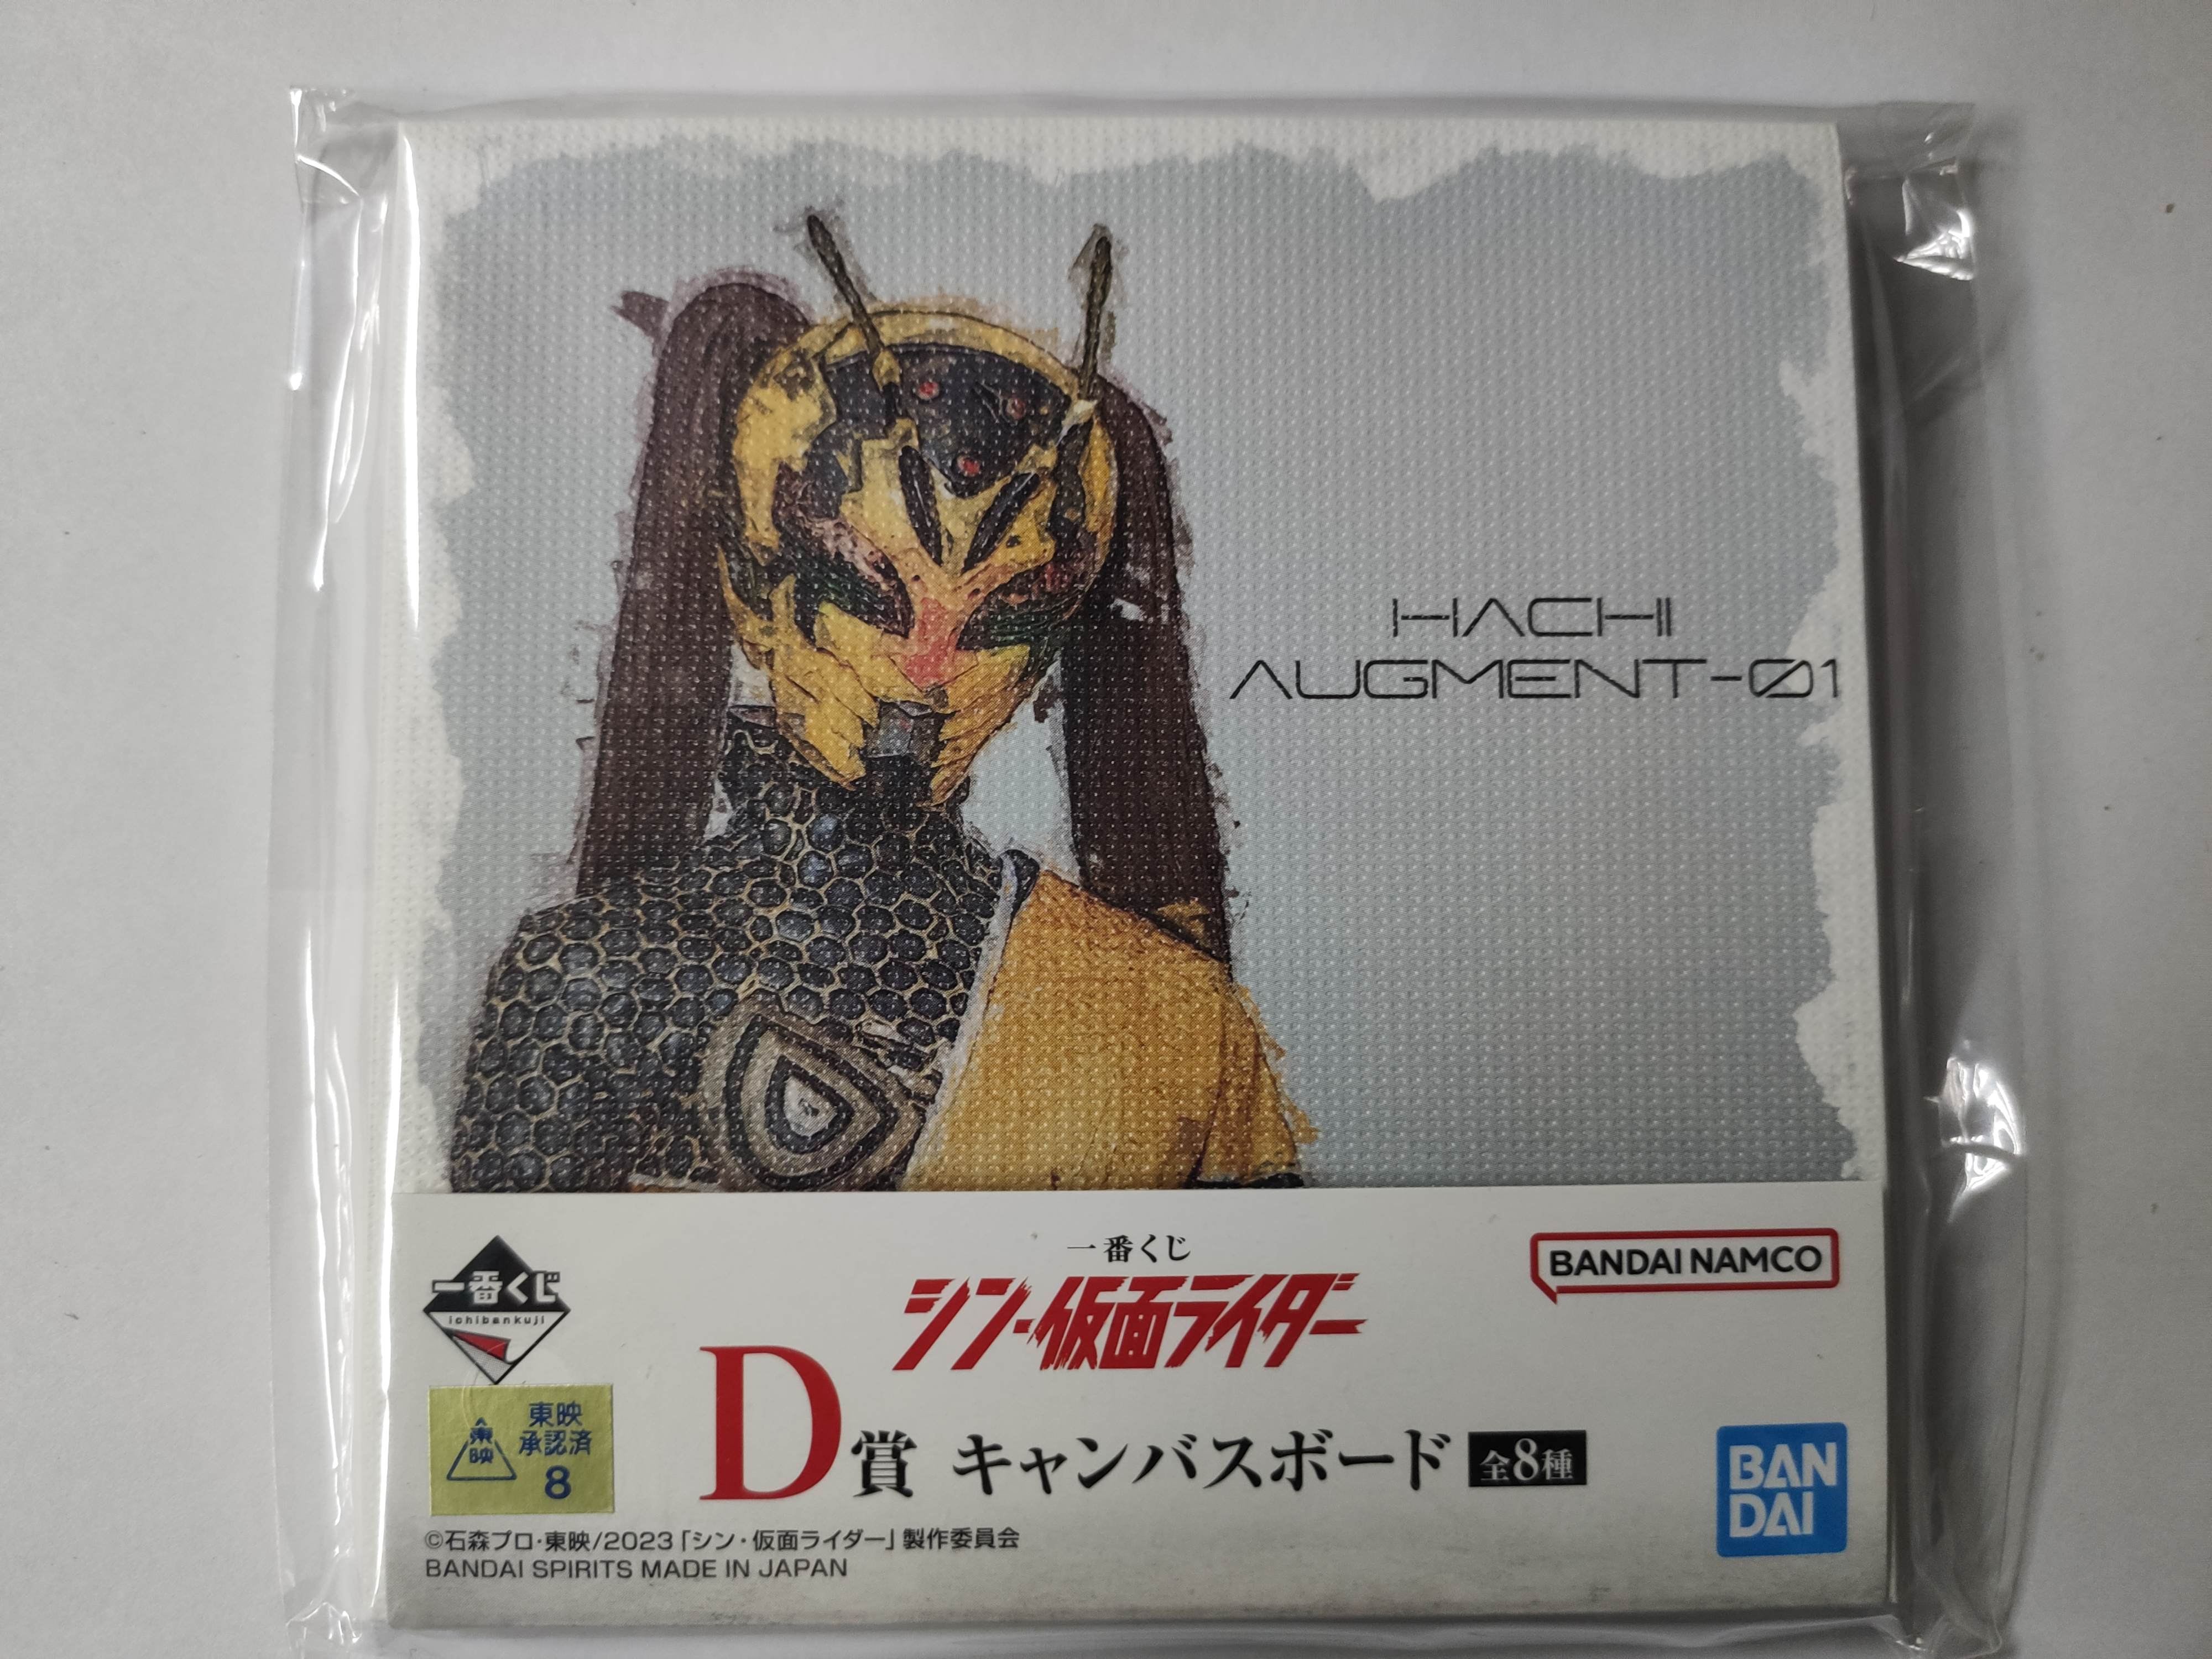 HACHI
AUGMENT-01
一番くじ
ichibankuji
一番くじ
シン・仮面ライダー
BANDAI NAMCO
D賞 キャンバスボード 全8種
東映
東映
承認済
8
BAN
DAI
©石森プロ・東映/2023「シン・仮面ライダー」製作委員会
BANDAI SPIRITS MADE IN JAPAN